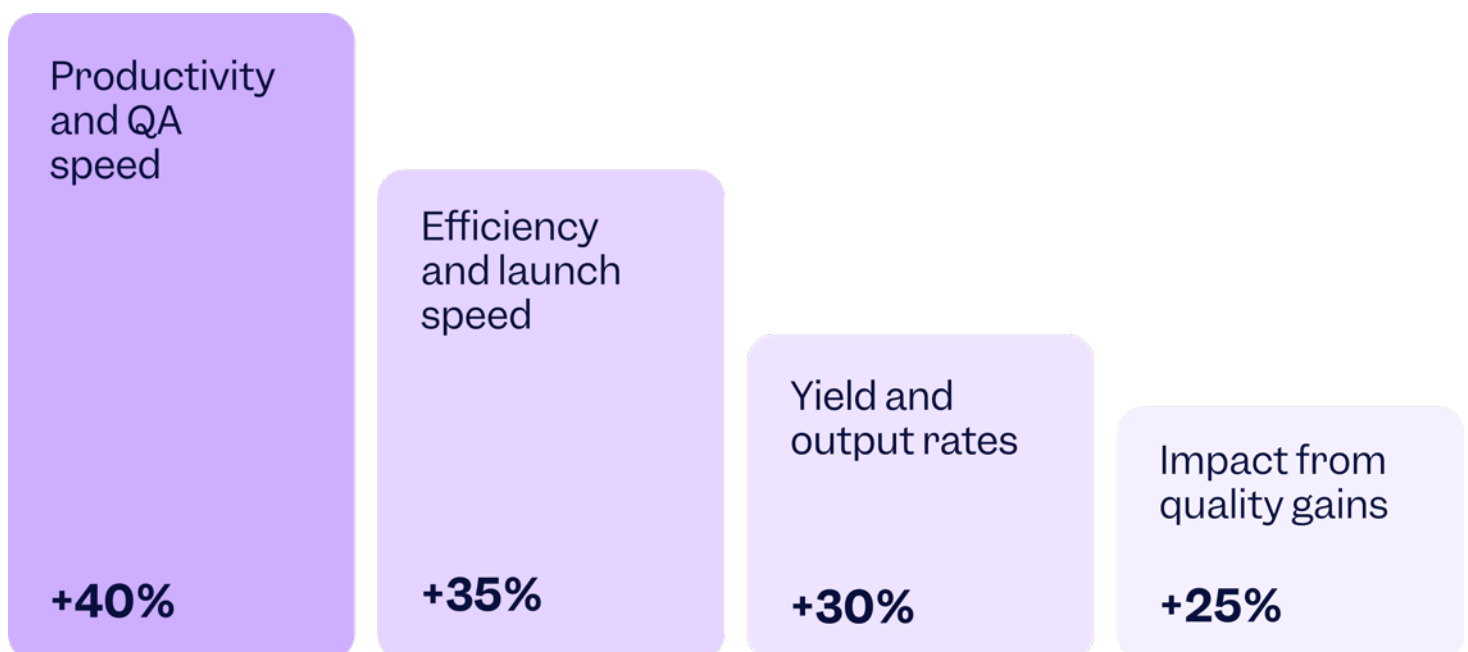 Productivity
and QA
speed
+40%
Efficiency
and launch
speed
+35%
Yield and
output rates
+30%
Impact from
quality gains
+25%